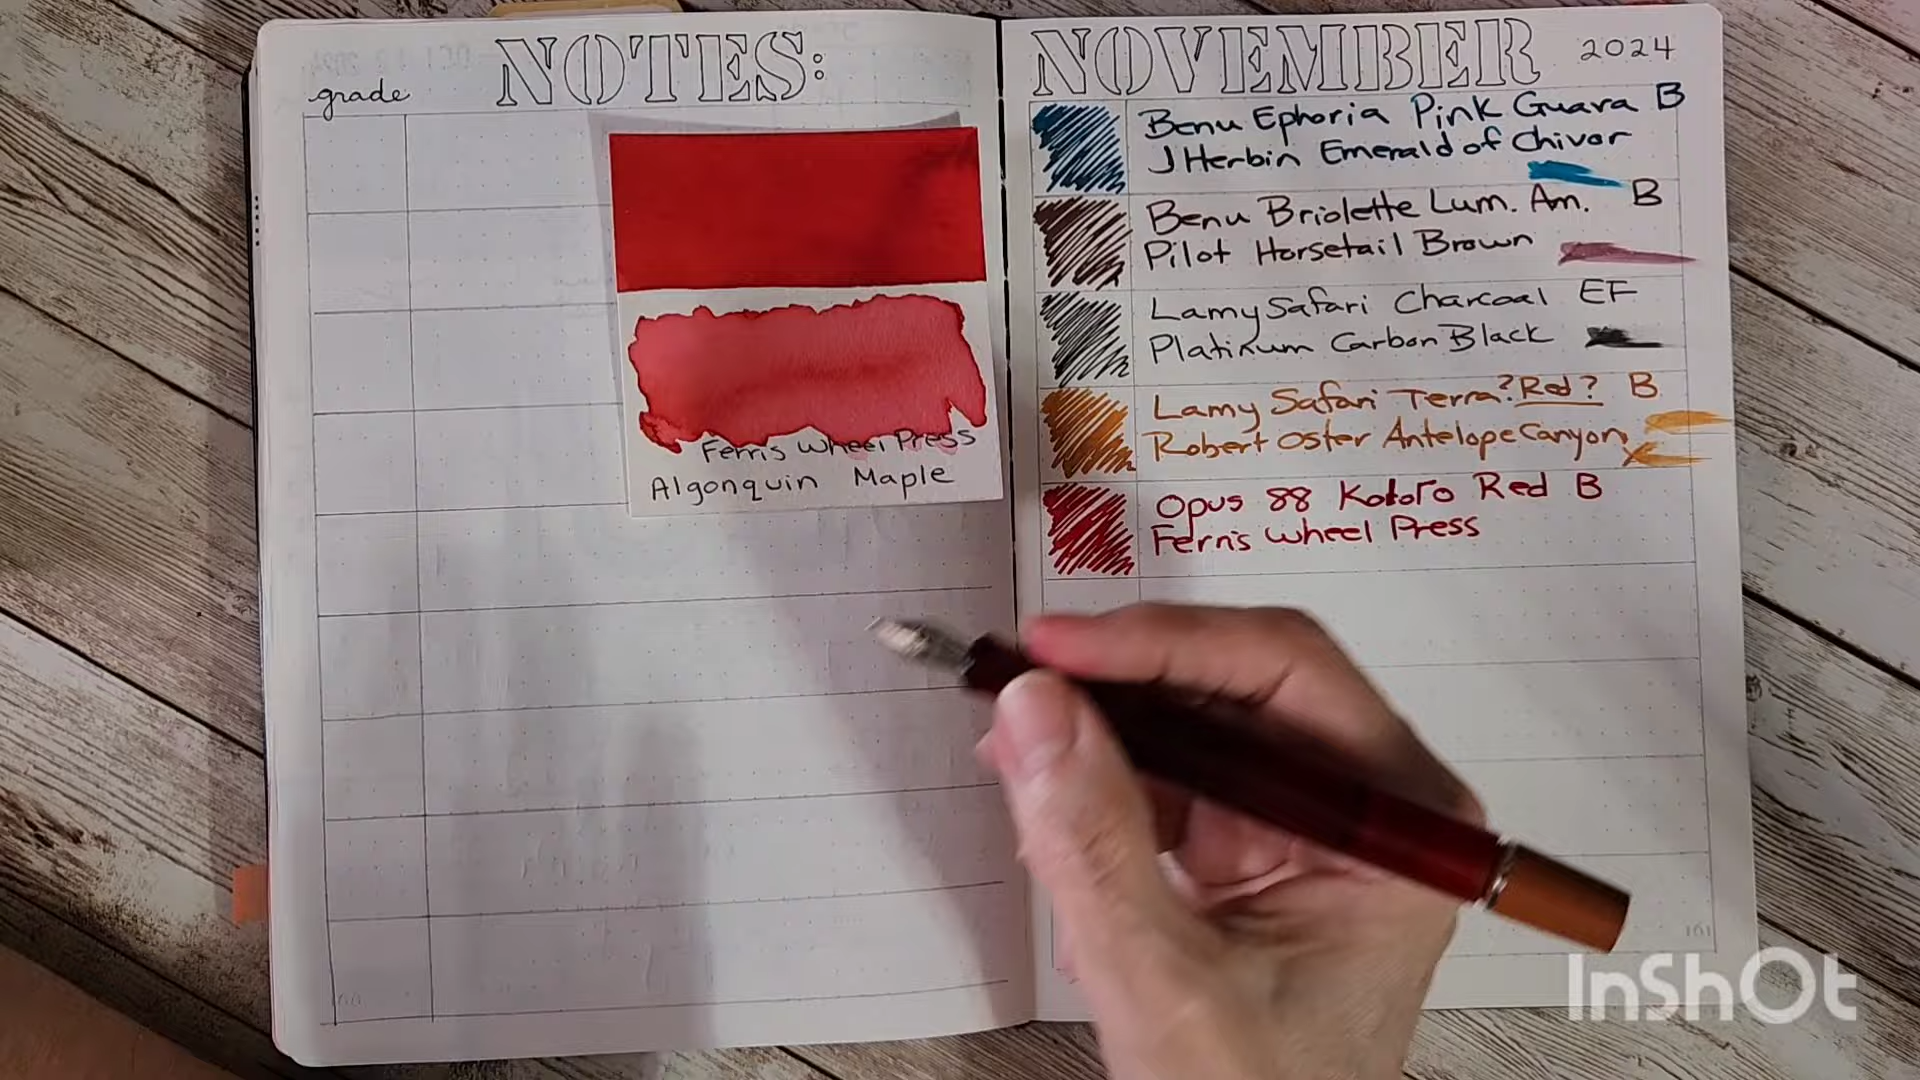 NOTES:
grade
Ferris Wheel Press
Algonquin Maple
NOVEMBER 2024
Benu Ephoria Pink Guava B
J Herbin Emerald of Chivor
Benu Briolette Lum. Am. B
Pilot Horsetail Brown
Lamy Safari Charcoal EF
Platinum Carbon Black
Lamy Safari Terra? Red? B
Robert Oster Antelope Canyon
Opus 88 Koloro Red B
Ferris Wheel Press
161
InShOt